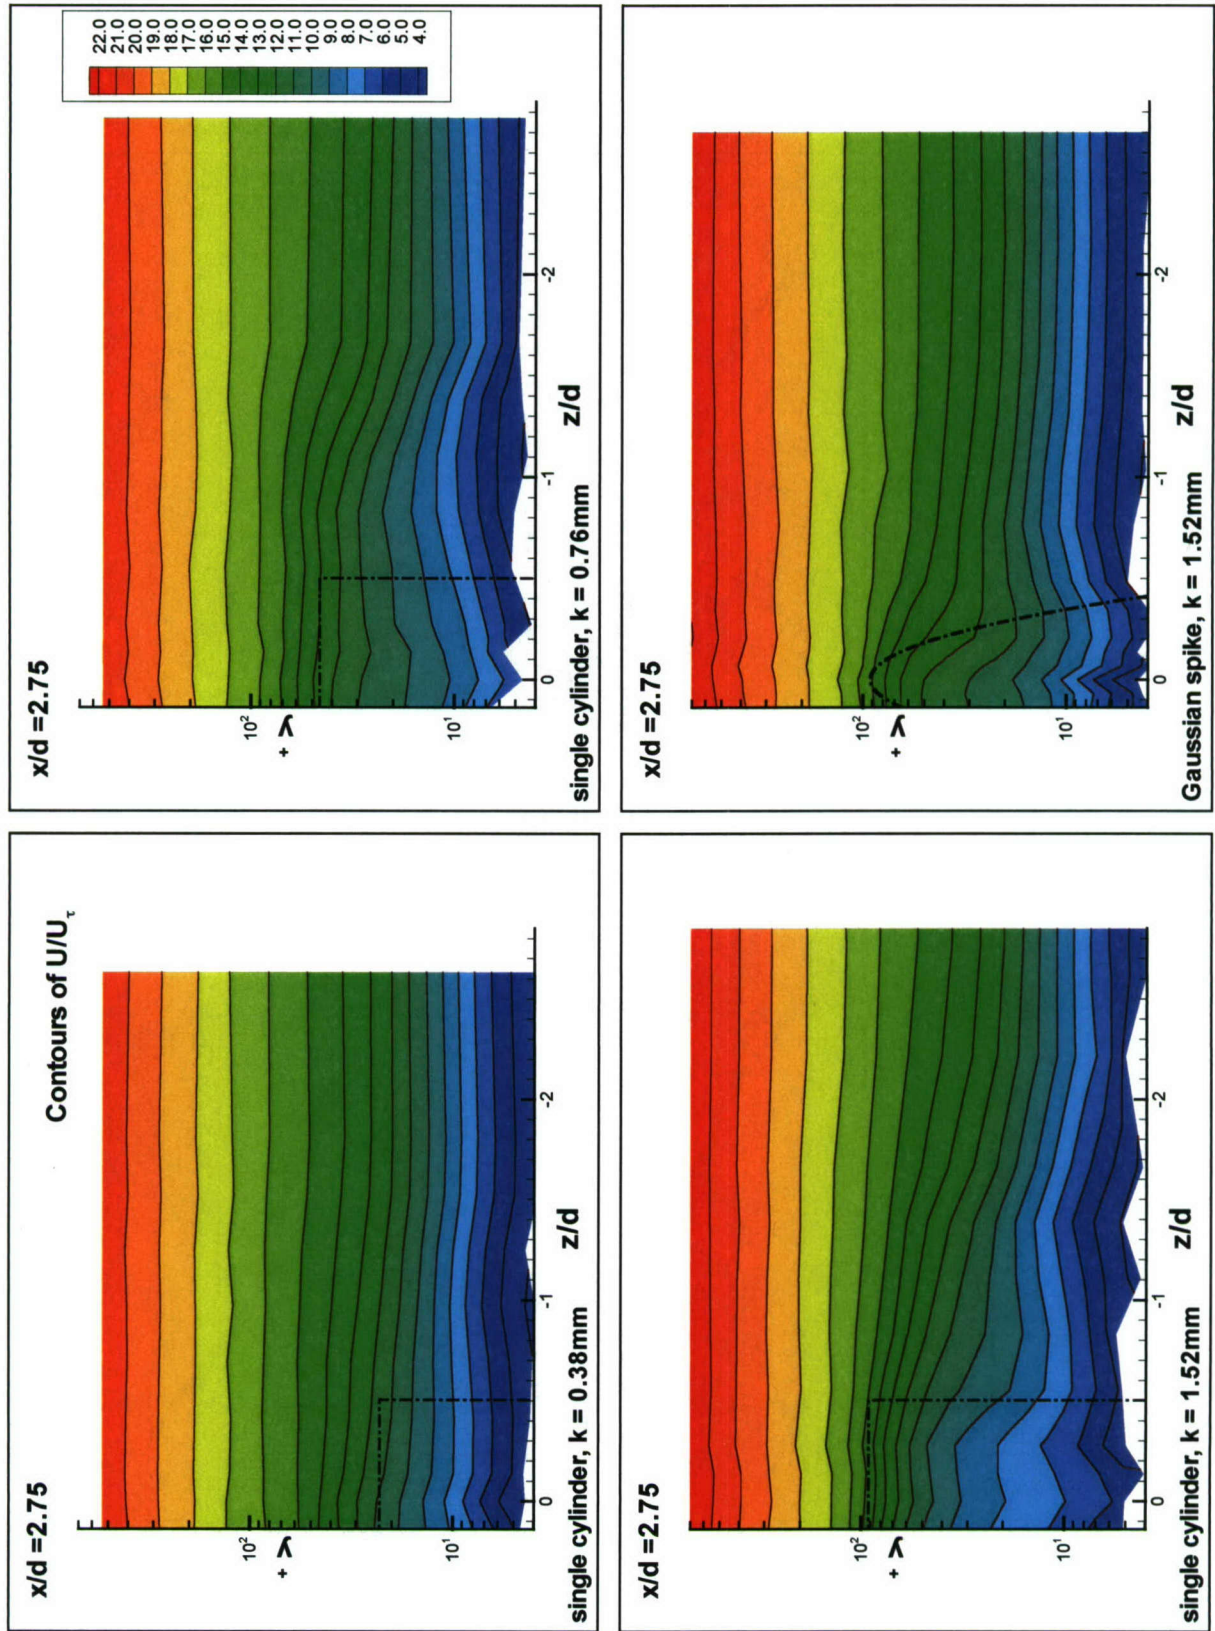 x/d =2.75
Contours of U/Uτ
10²
y+
10¹
0 -1 -2
z/d
single cylinder, k = 0.38mm
x/d =2.75
22.0
21.0
20.0
19.0
18.0
17.0
16.0
15.0
14.0
13.0
12.0
11.0
10.0
9.0
8.0
7.0
6.0
5.0
4.0
10²
y+
10¹
0 -1 -2
z/d
single cylinder, k = 0.76mm
x/d =2.75
10²
y+
10¹
0 -1 -2
z/d
single cylinder, k = 1.52mm
x/d =2.75
10²
y+
10¹
0 -1 -2
z/d
Gaussian spike, k = 1.52mm